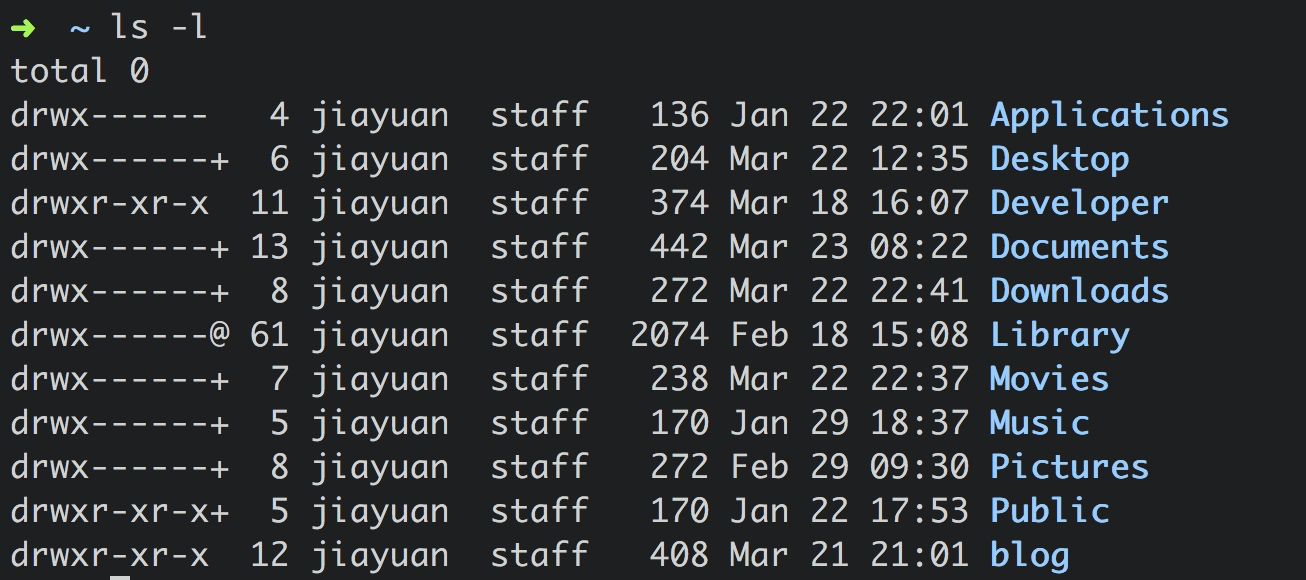 ➜  ~ ls -l
total 0
drwx------   4 jiayuan  staff   136 Jan 22 22:01 Applications
drwx------+  6 jiayuan  staff   204 Mar 22 12:35 Desktop
drwxr-xr-x  11 jiayuan  staff   374 Mar 18 16:07 Developer
drwx------+ 13 jiayuan  staff   442 Mar 23 08:22 Documents
drwx------+  8 jiayuan  staff   272 Mar 22 22:41 Downloads
drwx------@ 61 jiayuan  staff  2074 Feb 18 15:08 Library
drwx------+  7 jiayuan  staff   238 Mar 22 22:37 Movies
drwx------+  5 jiayuan  staff   170 Jan 29 18:37 Music
drwx------+  8 jiayuan  staff   272 Feb 29 09:30 Pictures
drwxr-xr-x+  5 jiayuan  staff   170 Jan 22 17:53 Public
drwxr-xr-x  12 jiayuan  staff   408 Mar 21 21:01 blog